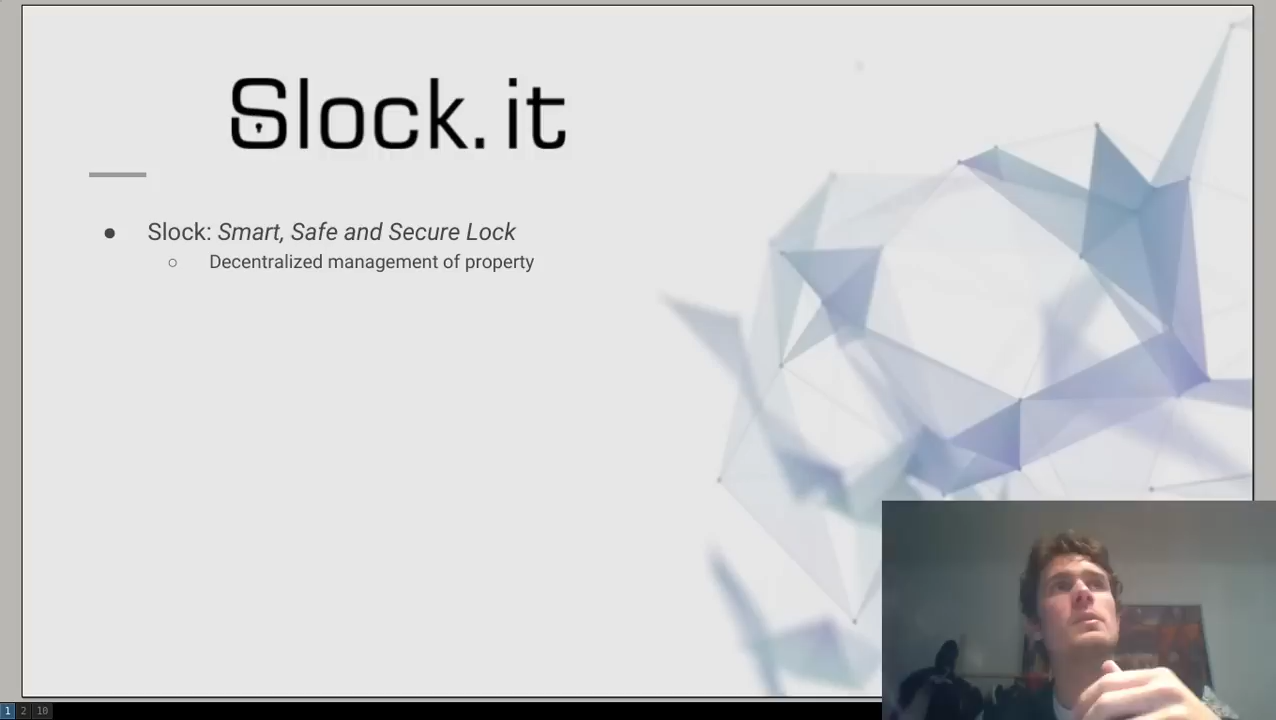 Slock.it
● Slock: Smart, Safe and Secure Lock
○ Decentralized management of property
1 2 10